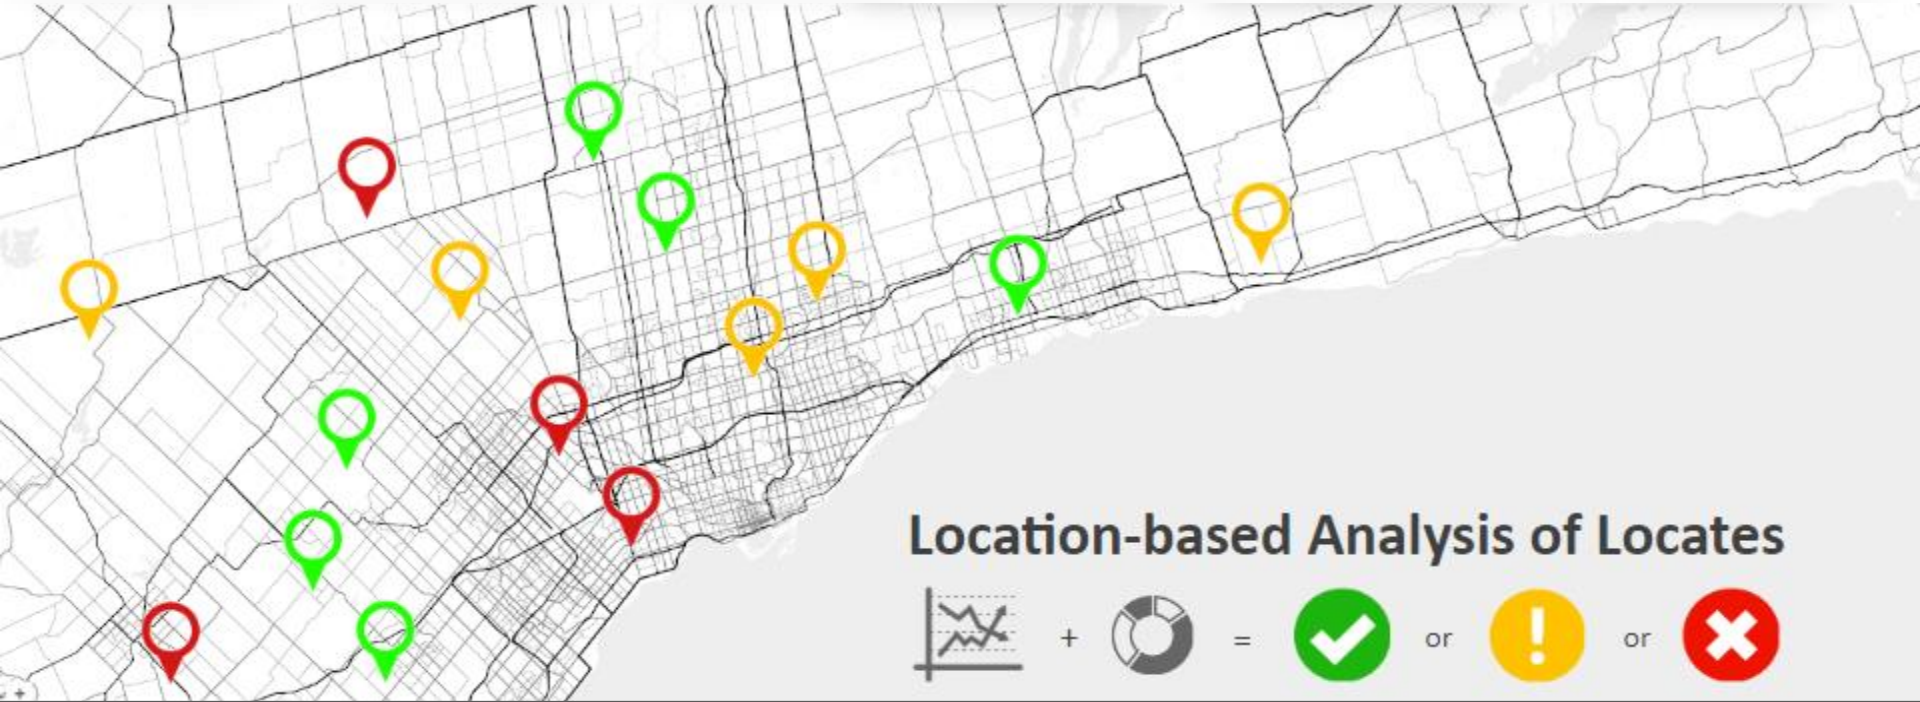 Location-based Analysis of Locates
+ = or or